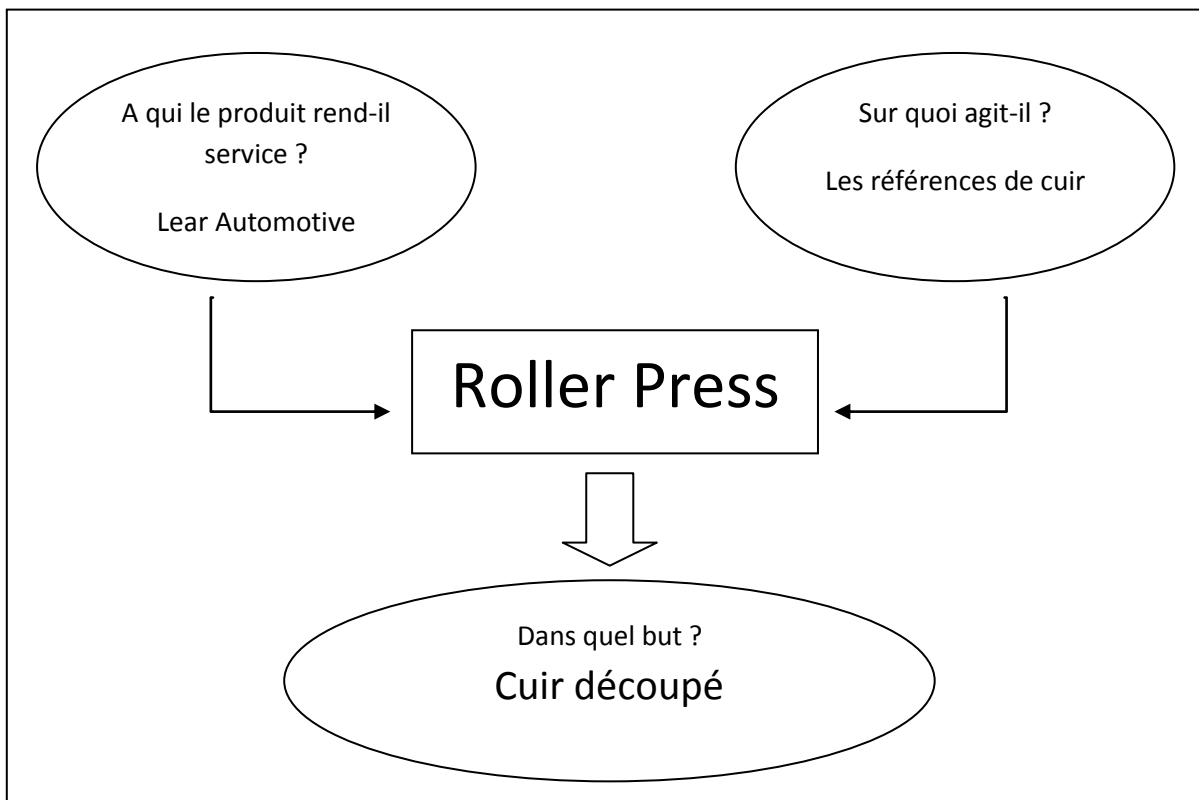 A qui le produit rend-il
service ?
Lear Automotive
Sur quoi agit-il ?
Les références de cuir
Roller Press
Dans quel but ?
Cuir découpé